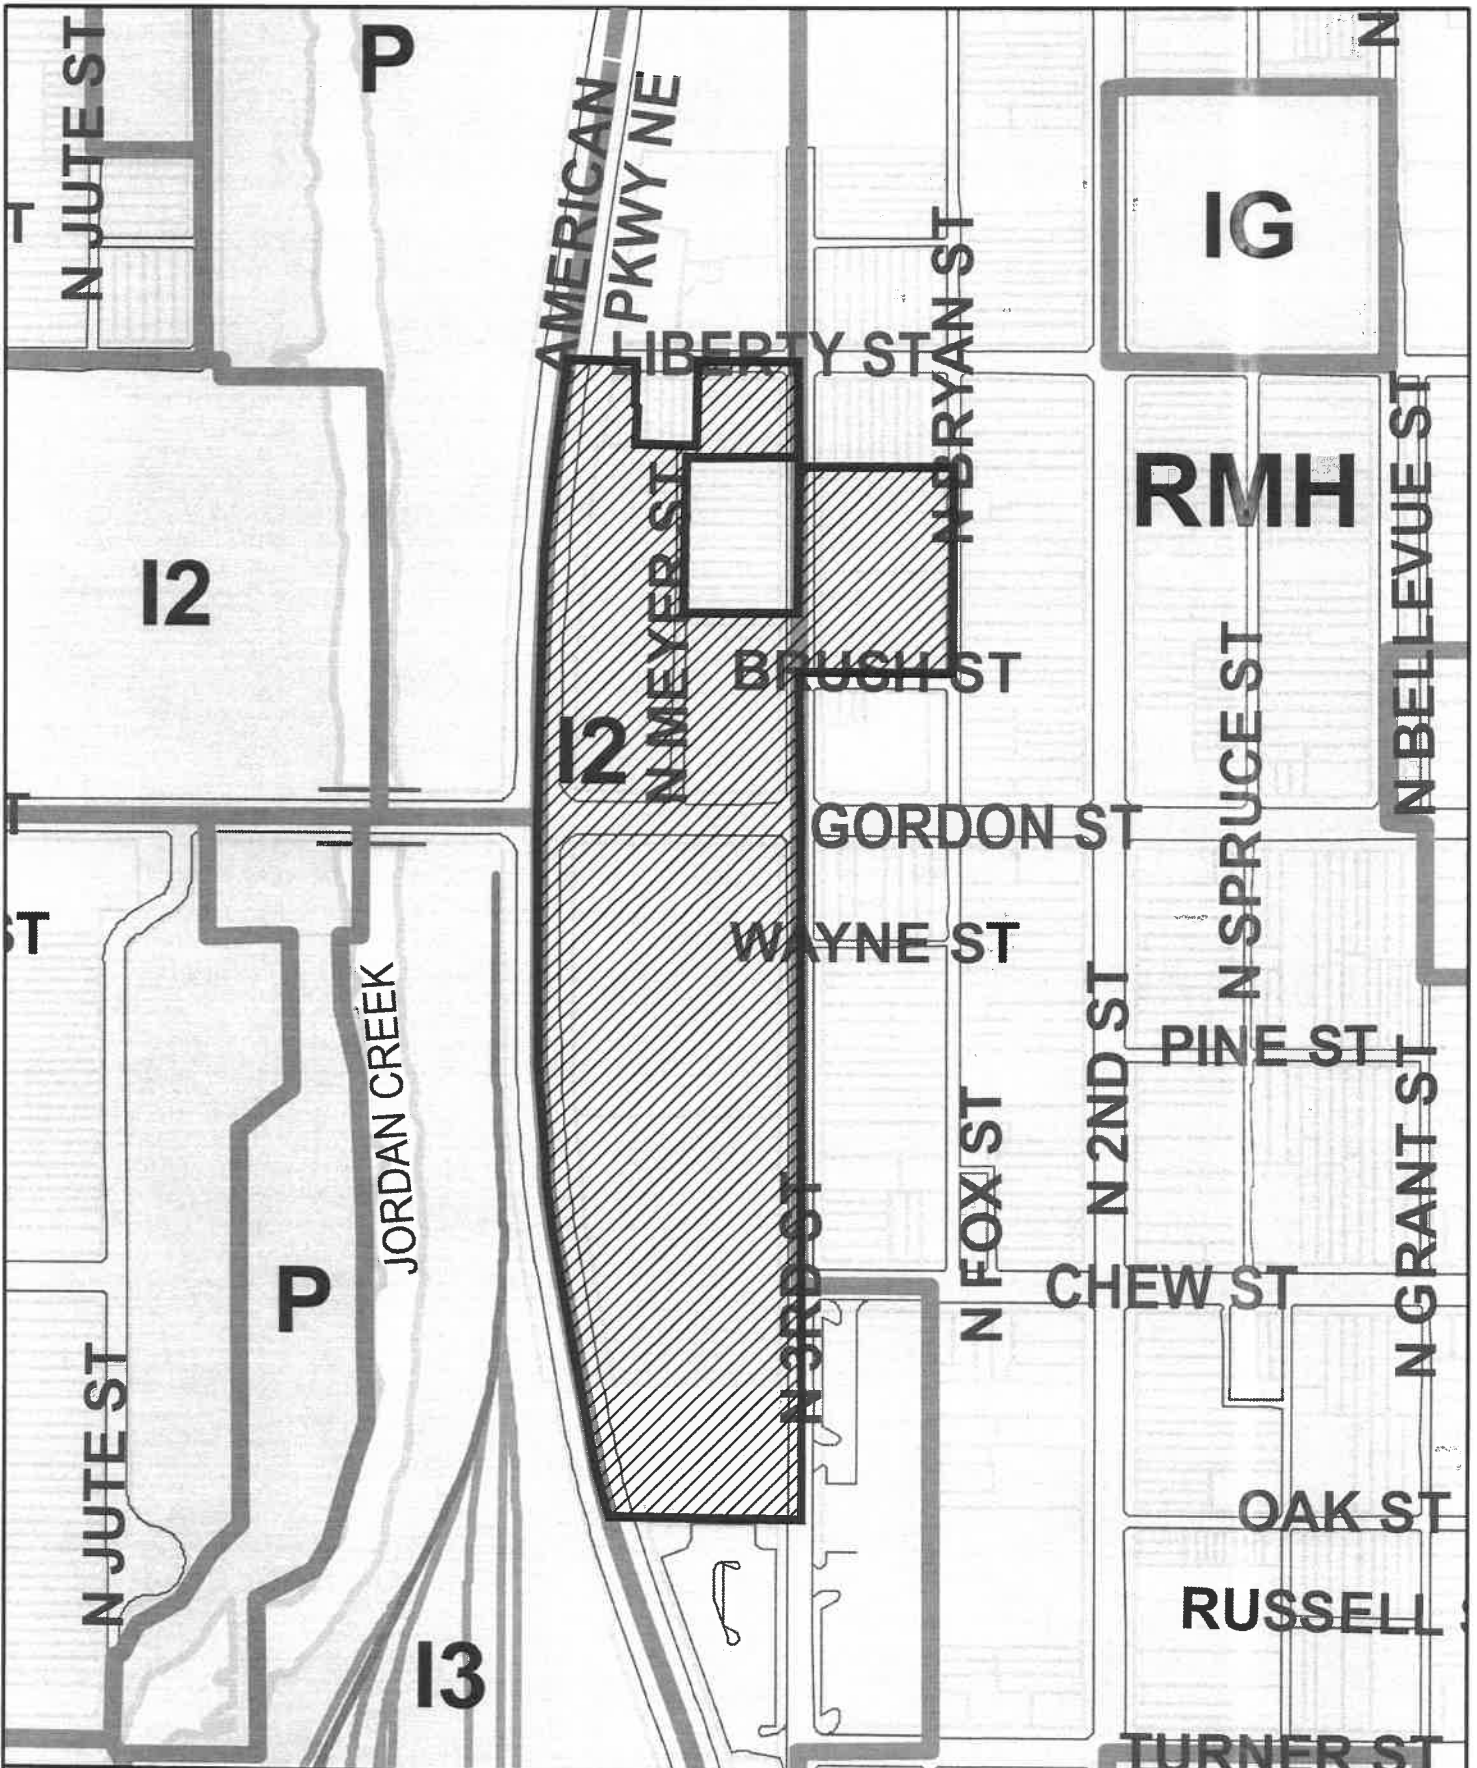 N JUTE ST
P
AMERICAN
PKWY NE
N
T
IG
LIBERTY ST
N BRYAN ST
I2
RMH
N BELLEVUE ST
N MEYER ST
BRUSH ST
I2
N SPRUCE ST
T
GORDON ST
ST
WAYNE ST
JORDAN CREEK
N 2ND ST
PINE ST
N GRANT ST
P
N 3RD ST
N FOX ST
CHEW ST
N JUTE ST
OAK ST
RUSSELL S
I3
TURNER ST